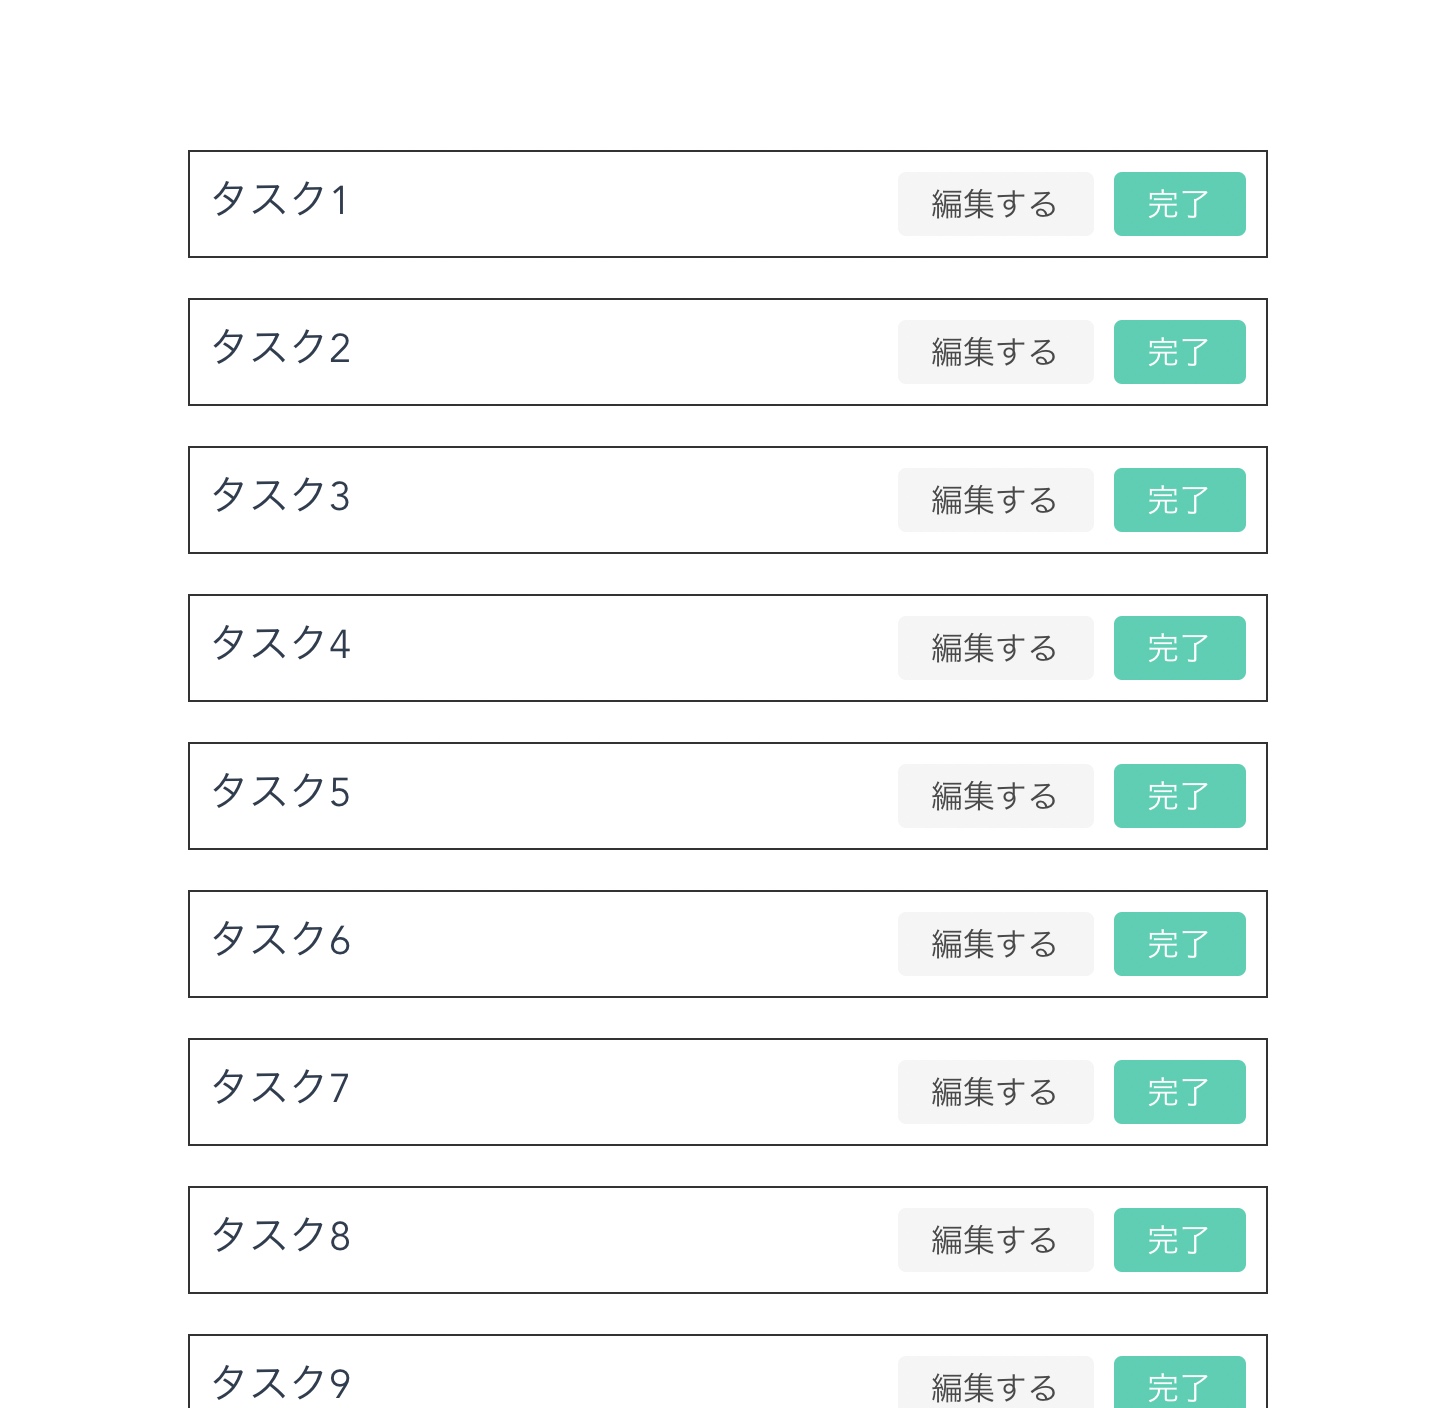 タスク1 編集する 完了
タスク2 編集する 完了
タスク3 編集する 完了
タスク4 編集する 完了
タスク5 編集する 完了
タスク6 編集する 完了
タスク7 編集する 完了
タスク8 編集する 完了
タスク9 編集する 完了